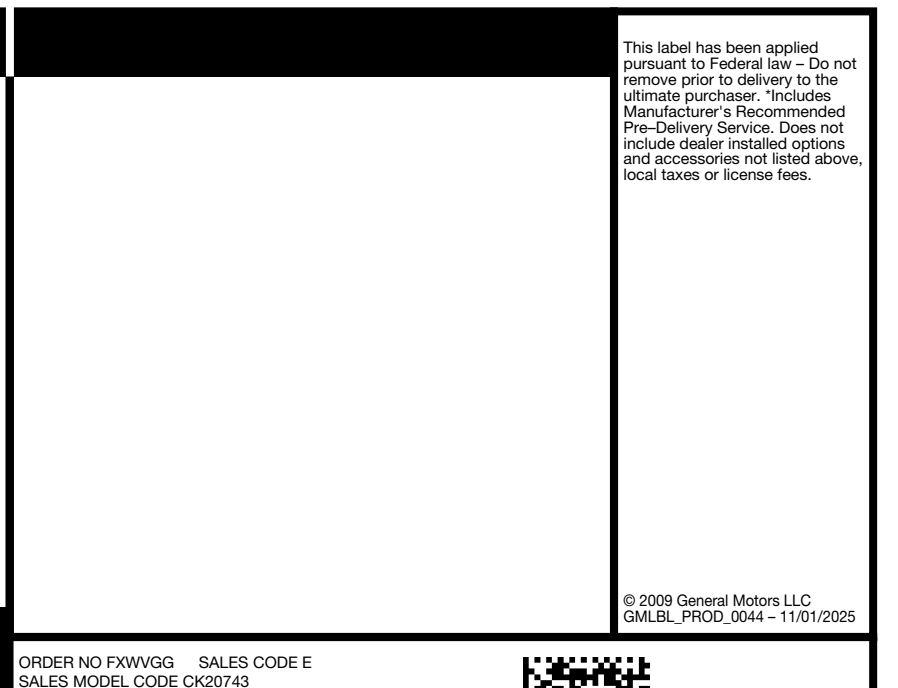 This label has been applied
pursuant to Federal law – Do not
remove prior to delivery to the
ultimate purchaser. *Includes
Manufacturer's Recommended
Pre–Delivery Service. Does not
include dealer installed options
and accessories not listed above,
local taxes or license fees.
© 2009 General Motors LLC
GMLBL_PROD_0044 – 11/01/2025
ORDER NO FXWVGG SALES CODE E
SALES MODEL CODE CK20743